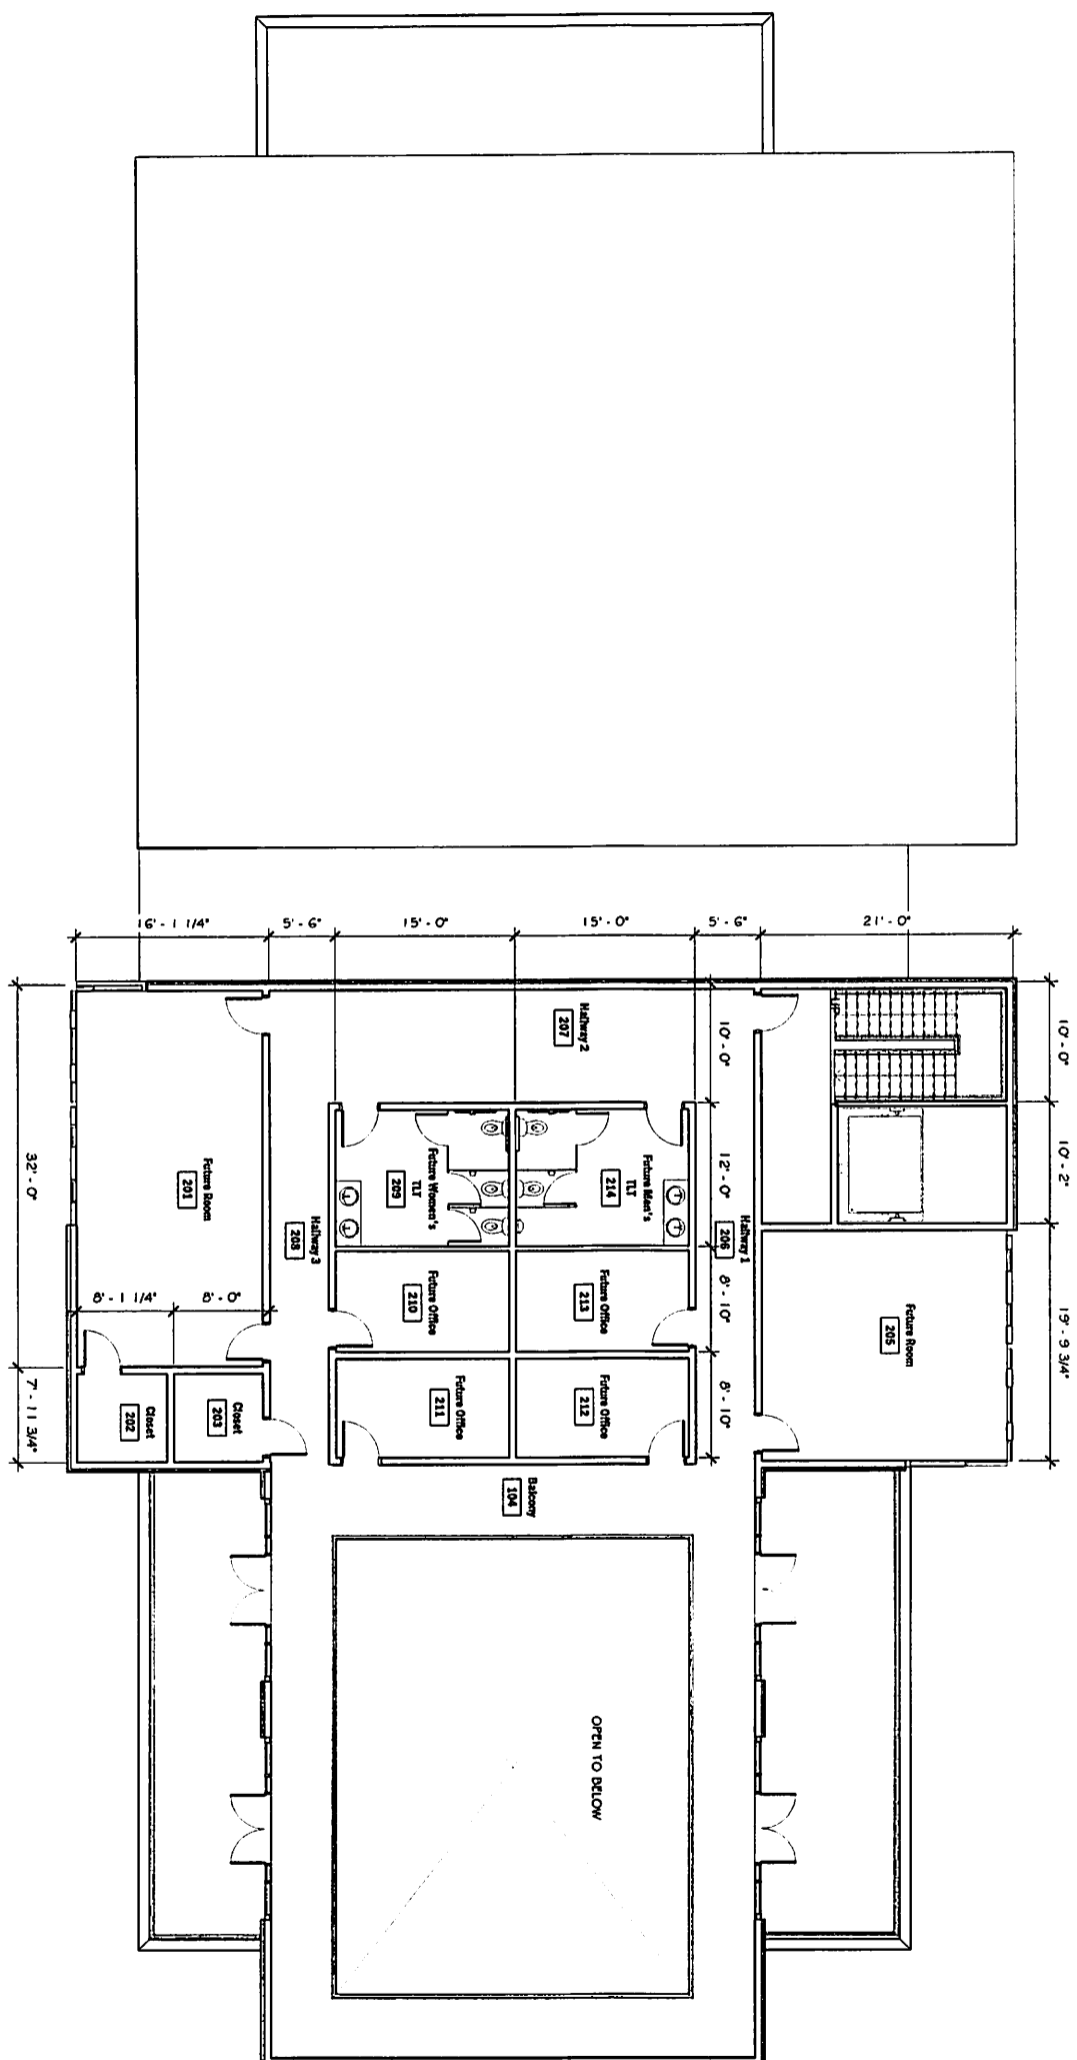 16' - 1 1/4"
5' - 6"
15' - 0"
15' - 0"
5' - 6"
21' - 0"
10' - 0"
10' - 2"
19' - 9 3/4"
10' - 0"
12' - 0"
8' - 10"
8' - 10"
32' - 0"
7' - 11 3/4"
8' - 1 1/4"
8' - 0"
UP
Hallway 2
207
Future Women's
TLT
209
Future Men's
TLT
214
Hallway 1
206
Hallway 3
208
Future Room
201
Future Room
205
Future Office
210
Future Office
213
Future Office
211
Future Office
212
Closet
202
Closet
203
Balcony
104
OPEN TO BELOW